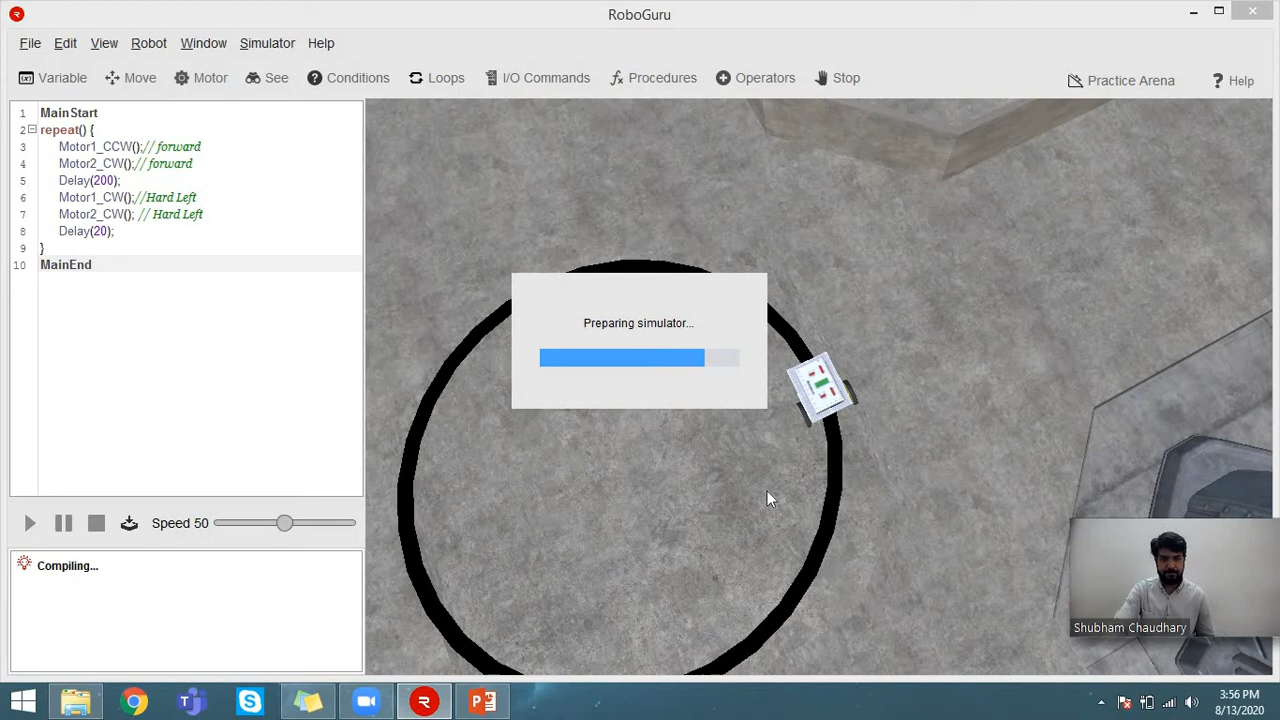 RoboGuru
File Edit View Robot Window Simulator Help
Variable Move Motor See Conditions Loops I/O Commands Procedures Operators Stop Practice Arena Help
1 MainStart
2 repeat() {
3 Motor1_CCW();// forward
4 Motor2_CW();// forward
5 Delay(200);
6 Motor1_CW();//Hard Left
7 Motor2_CW(); // Hard Left
8 Delay(20);
9 }
10 MainEnd
Preparing simulator...
Speed 50
Compiling...
Shubham Chaudhary
3:56 PM
8/13/2020